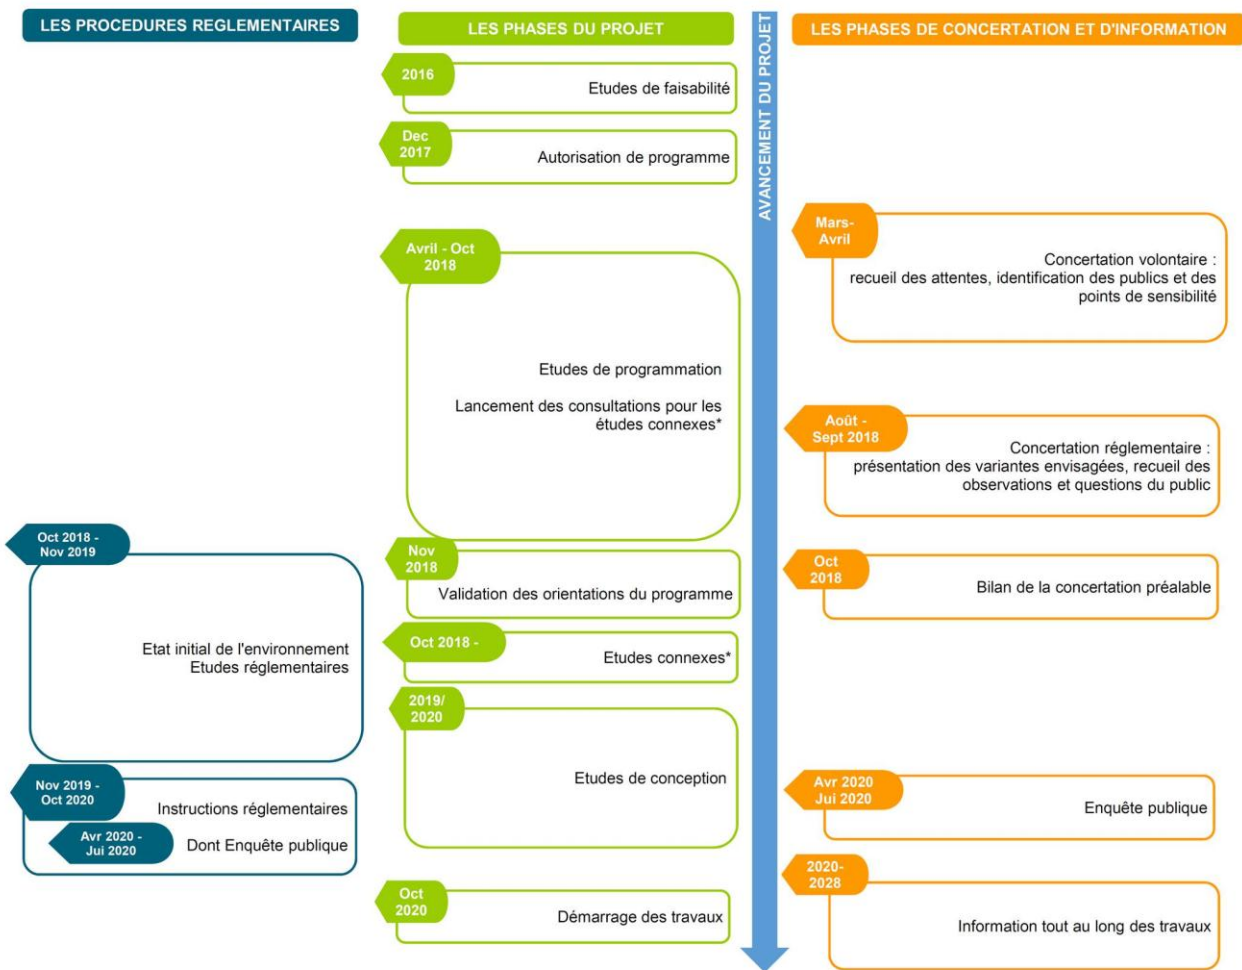 LES PROCEDURES REGLEMENTAIRES
Oct 2018 -
Nov 2019
Etat initial de l'environnement
Etudes réglementaires
Nov 2019 -
Oct 2020
Instructions réglementaires
Avr 2020 -
Jui 2020
Dont Enquête publique
LES PHASES DU PROJET
2016
Etudes de faisabilité
Dec
2017
Autorisation de programme
Avril - Oct
2018
Etudes de programmation
Lancement des consultations pour les
études connexes*
Nov
2018
Validation des orientations du programme
Oct 2018 -
Etudes connexes*
2019/
2020
Etudes de conception
Oct
2020
Démarrage des travaux
AVANCEMENT DU PROJET
LES PHASES DE CONCERTATION ET D'INFORMATION
Mars-
Avril
Concertation volontaire :
recueil des attentes, identification des publics et des
points de sensibilité
Août -
Sept 2018
Concertation réglementaire :
présentation des variantes envisagées, recueil des
observations et questions du public
Oct
2018
Bilan de la concertation préalable
Avr 2020
Jui 2020
Enquête publique
2020-
2028
Information tout au long des travaux